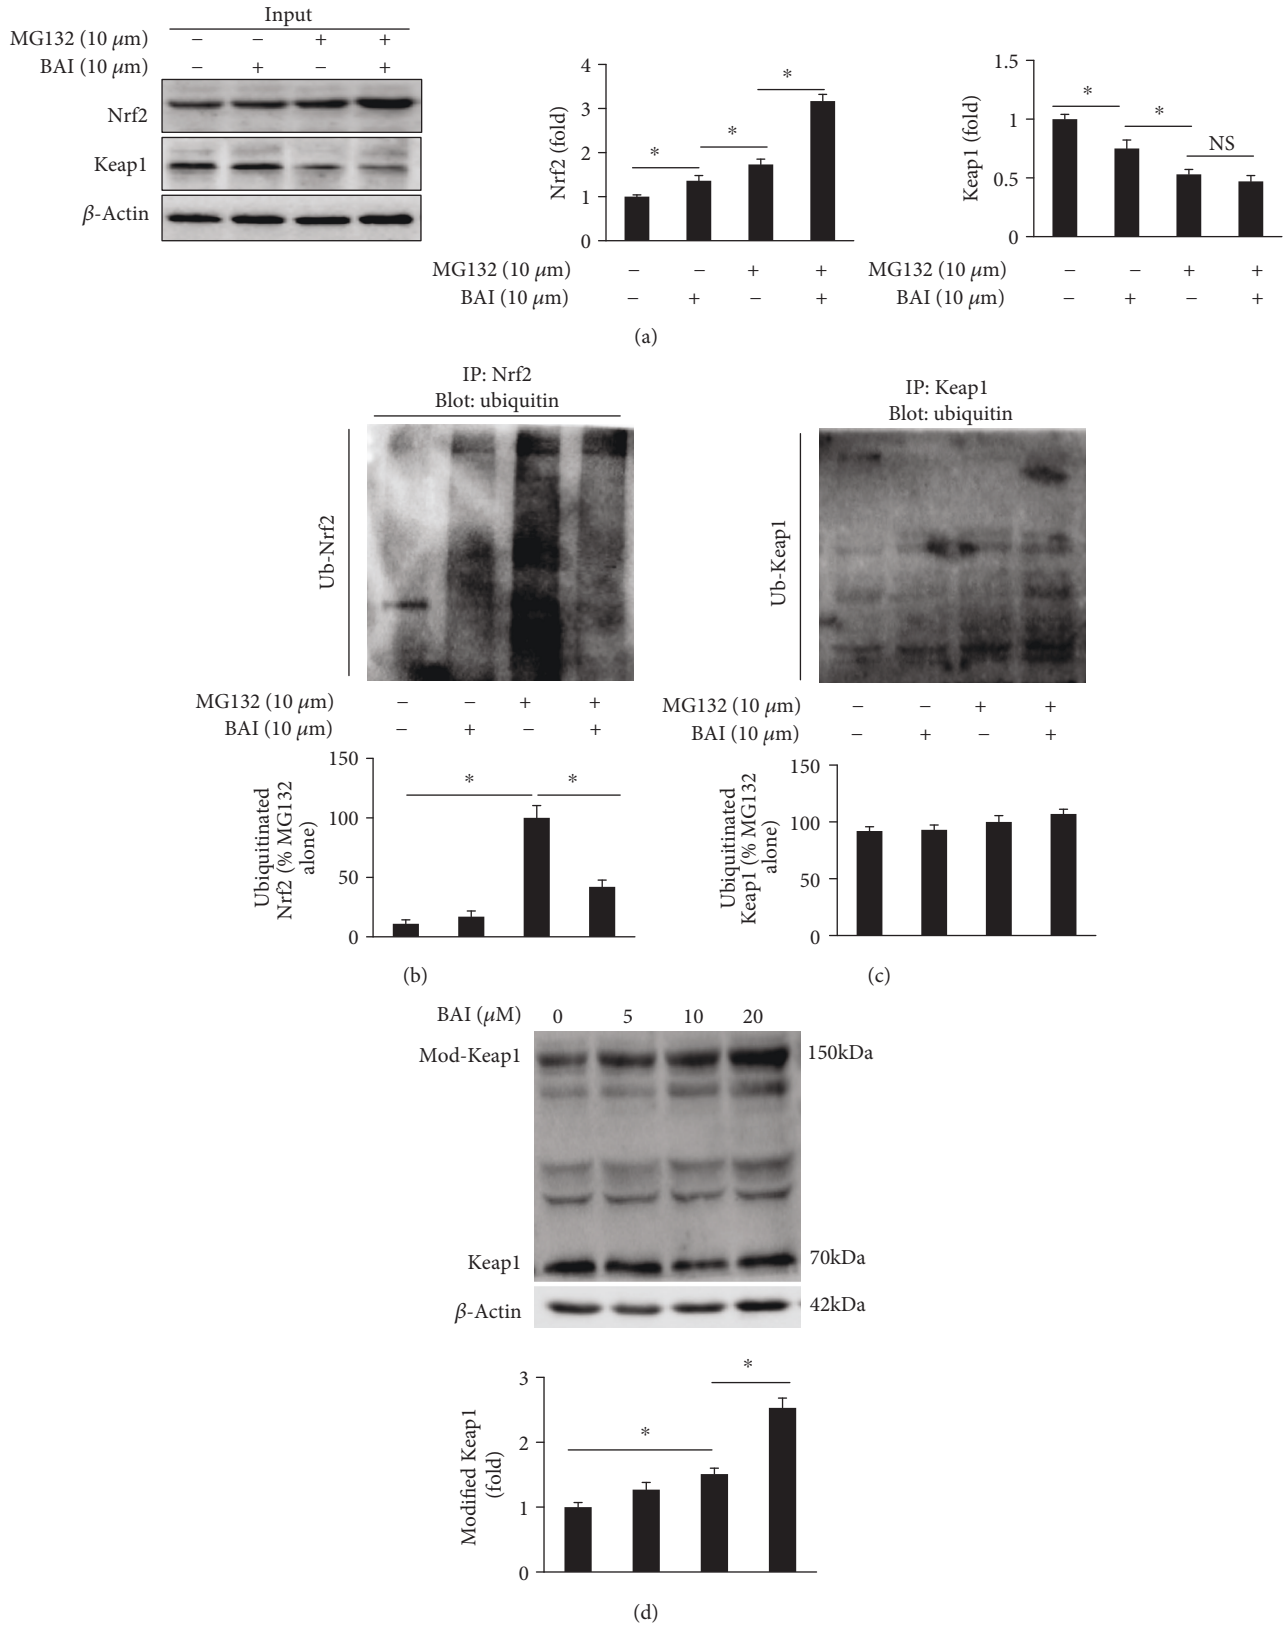 Input
MG132 (10 μm) − − + +
BAI (10 μm) − + − +
Nrf2
Keap1
β-Actin
Nrf2 (fold)
4
3
2
1
0
* * *
MG132 (10 μm) − − + +
BAI (10 μm) − + − +
Keap1 (fold)
1.5
1
0.5
0
* * NS
MG132 (10 μm) − − + +
BAI (10 μm) − + − +
(a)
IP: Nrf2
Blot: ubiquitin
Ub-Nrf2
MG132 (10 μm) − − + +
BAI (10 μm) − + − +
Ubiquitinated
Nrf2 (% MG132
alone)
150
100
50
0
* *
(b)
IP: Keap1
Blot: ubiquitin
Ub-Keap1
MG132 (10 μm) − − + +
BAI (10 μm) − + − +
Ubiquitinated
Keap1 (% MG132
alone)
150
100
50
0
(c)
BAI (μM) 0 5 10 20
Mod-Keap1 150kDa
Keap1 70kDa
β-Actin 42kDa
Modified Keap1
(fold)
3
2
1
0
* *
(d)